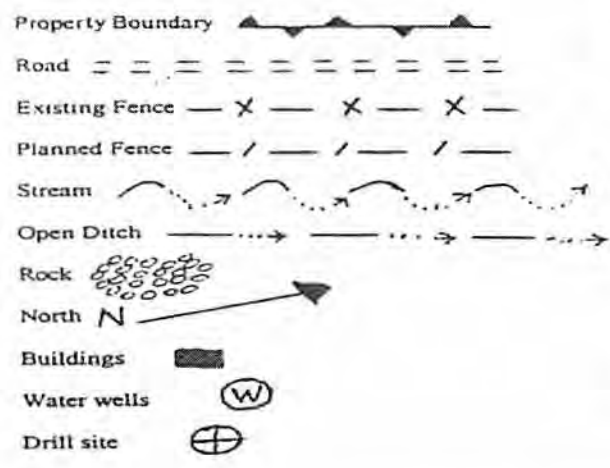 Property Boundary
Road
Existing Fence
Planned Fence
Stream
Open Ditch
Rock
North N
Buildings
Water wells W
Drill site